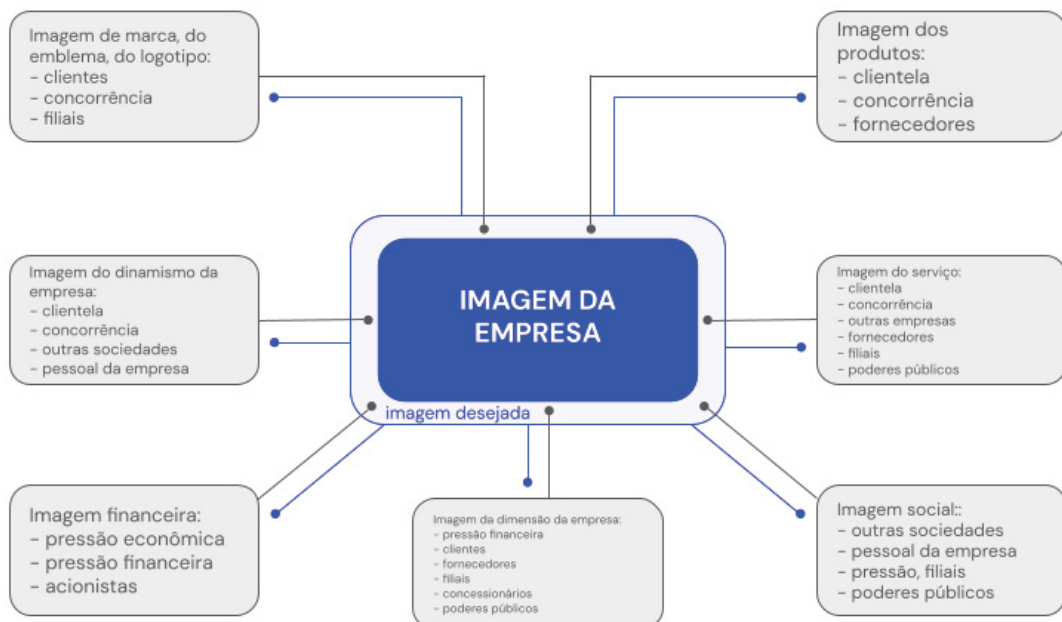 Imagem de marca, do
emblema, do logotipo:
- clientes
- concorrência
- filiais
Imagem dos
produtos:
- clientela
- concorrência
- fornecedores
Imagem do dinamismo da
empresa:
- clientela
- concorrência
- outras sociedades
- pessoal da empresa
IMAGEM DA
EMPRESA
imagem desejada
Imagem do serviço:
- clientela
- concorrência
- outras empresas
- fornecedores
- filiais
- poderes públicos
Imagem financeira:
- pressão econômica
- pressão financeira
- acionistas
Imagem da dimensão da empresa:
- pressão financeira
- clientes
- fornecedores
- filiais
- concessionários
- poderes públicos
Imagem social::
- outras sociedades
- pessoal da empresa
- pressão, filiais
- poderes públicos